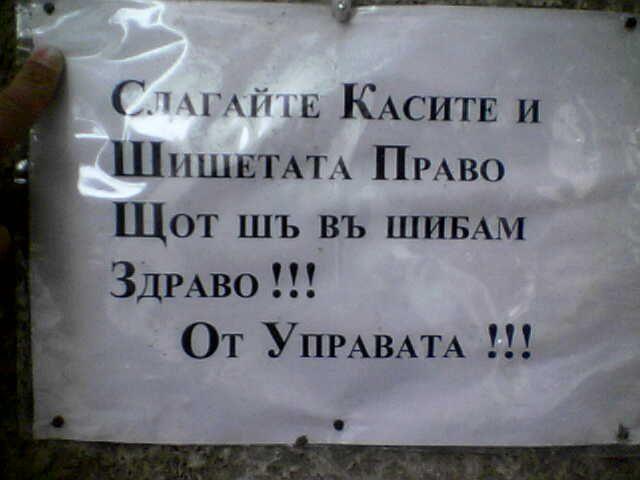 Слагайте Касите и
Шишетата Право
Щот шъ въ шибам
Здраво !!!
От Управата !!!